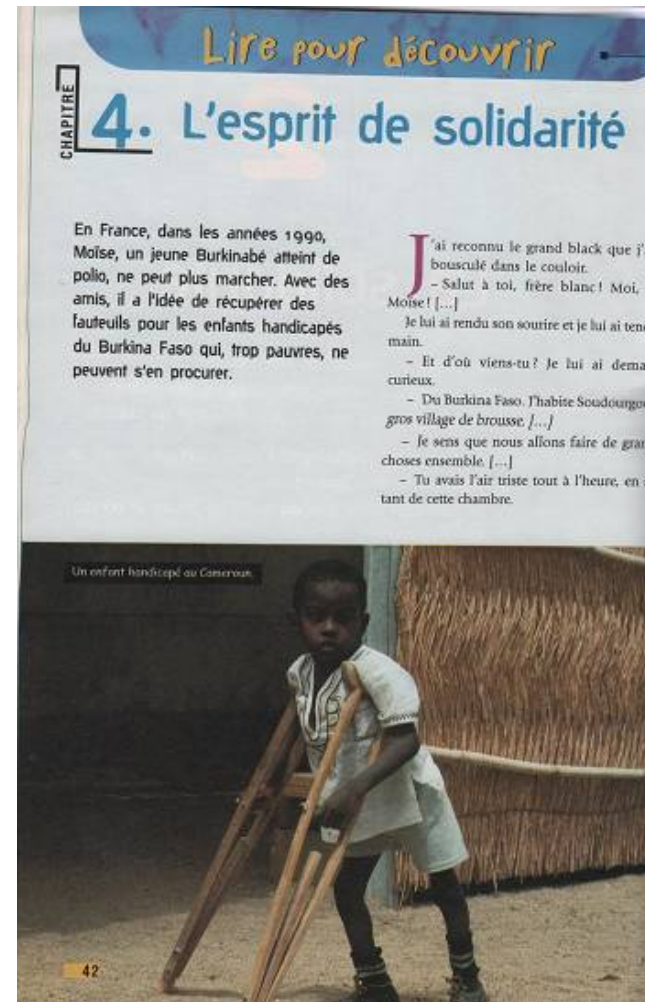 Lire pour découvrir
CHAPITRE
4. L'esprit de solidarité
En France, dans les années 1990,
Moïse, un jeune Burkinabé atteint de
polio, ne peut plus marcher. Avec des
amis, il a l'idée de récupérer des
fauteuils pour les enfants handicapés
du Burkina Faso qui, trop pauvres, ne
peuvent s'en procurer.
J'ai reconnu le grand black que j'
bousculé dans le couloir.
– Salut à toi, frère blanc ! Moi,
Moïse ! [...]
Je lui ai rendu son sourire et je lui ai
main.
– Et d'où viens-tu ? Je lui ai
curieux.
– Du Burkina Faso. J'habite
gros village de brousse. [...]
– Je sens que nous allons faire de
choses ensemble. [...]
– Tu avais l'air triste tout à l'heure, en
tant de cette chambre.
Un enfant handicapé au Cameroun.
42